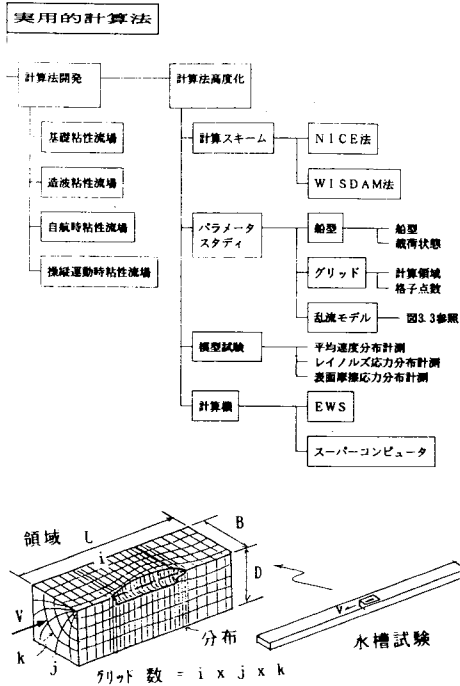 実用的計算法
計算法開発
計算法高度化
基礎粘性流場
造波粘性流場
自航時粘性流場
操縦運動時粘性流場
計算スキーム
NICE法
WISDAM法
パラメータ
スタディ
船型
船型
載荷状態
グリッド
計算領域
格子点数
乱流モデル
図3.3参照
模型試験
平均速度分布計測
レイノルズ応力分布計測
表面摩擦応力分布計測
計算機
EWS
スーパーコンピュータ
領域 L
B
i
D
V
k
j
分布
グリッド 数 = i x j x k
V
水槽試験